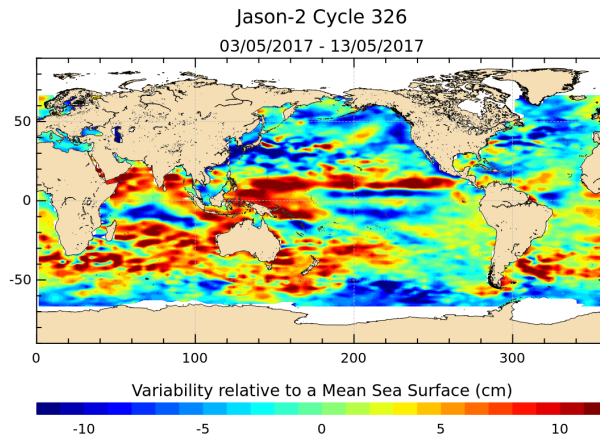 Jason-2 Cycle 326
03/05/2017 - 13/05/2017
50
0
-50
0 100 200 300
Variability relative to a Mean Sea Surface (cm)
-10 -5 0 5 10